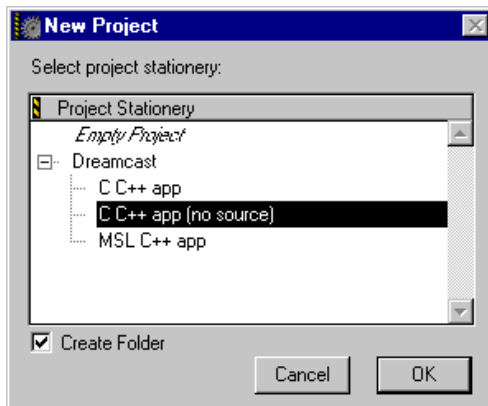 New Project
Select project stationery:
Project Stationery
Empty Project
Dreamcast
C C++ app
C C++ app (no source)
MSL C++ app
Create Folder
Cancel
OK